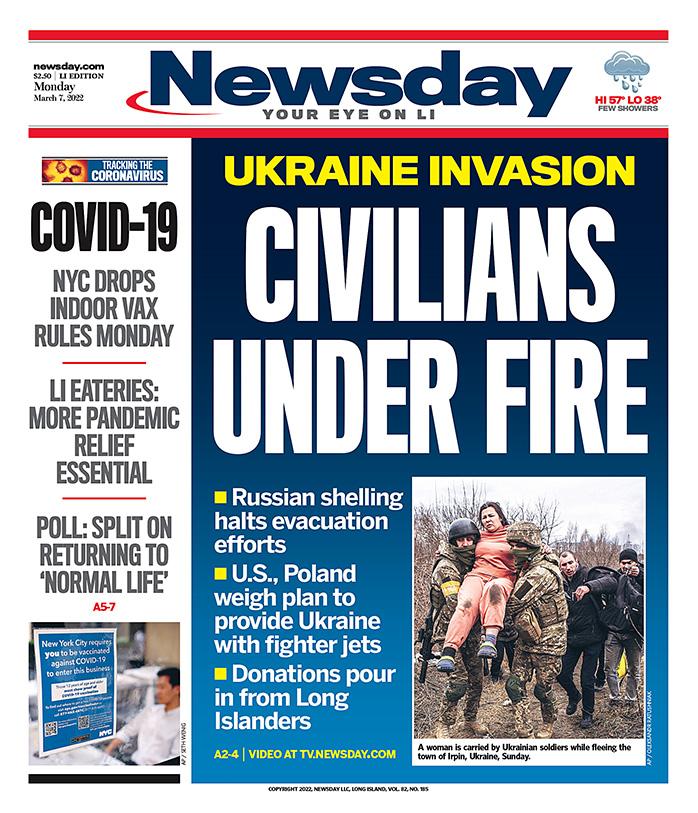 newsday.com
$2.50 | LI EDITION
Monday
March 7, 2022
Newsday
YOUR EYE ON LI
HI 57° LO 38°
FEW SHOWERS
TRACKING THE
CORONAVIRUS
COVID-19
NYC DROPS
INDOOR VAX
RULES MONDAY
LI EATERIES:
MORE PANDEMIC
RELIEF
ESSENTIAL
POLL: SPLIT ON
RETURNING TO
‘NORMAL LIFE’
A5-7
New York City requires
you to be vaccinated
against COVID-19
to enter this business
NYC
AP / SETH WENIG
UKRAINE INVASION
CIVILIANS
UNDER FIRE
Russian shelling
halts evacuation
efforts
U.S., Poland
weigh plan to
provide Ukraine
with fighter jets
Donations pour
in from Long
Islanders
A2-4 | VIDEO AT TV.NEWSDAY.COM
A woman is carried by Ukrainian soldiers while fleeing the
town of Irpin, Ukraine, Sunday.
AP / OLEKSANDR RATUSHNIAK
COPYRIGHT 2022, NEWSDAY LLC, LONG ISLAND, VOL. 82, NO. 185